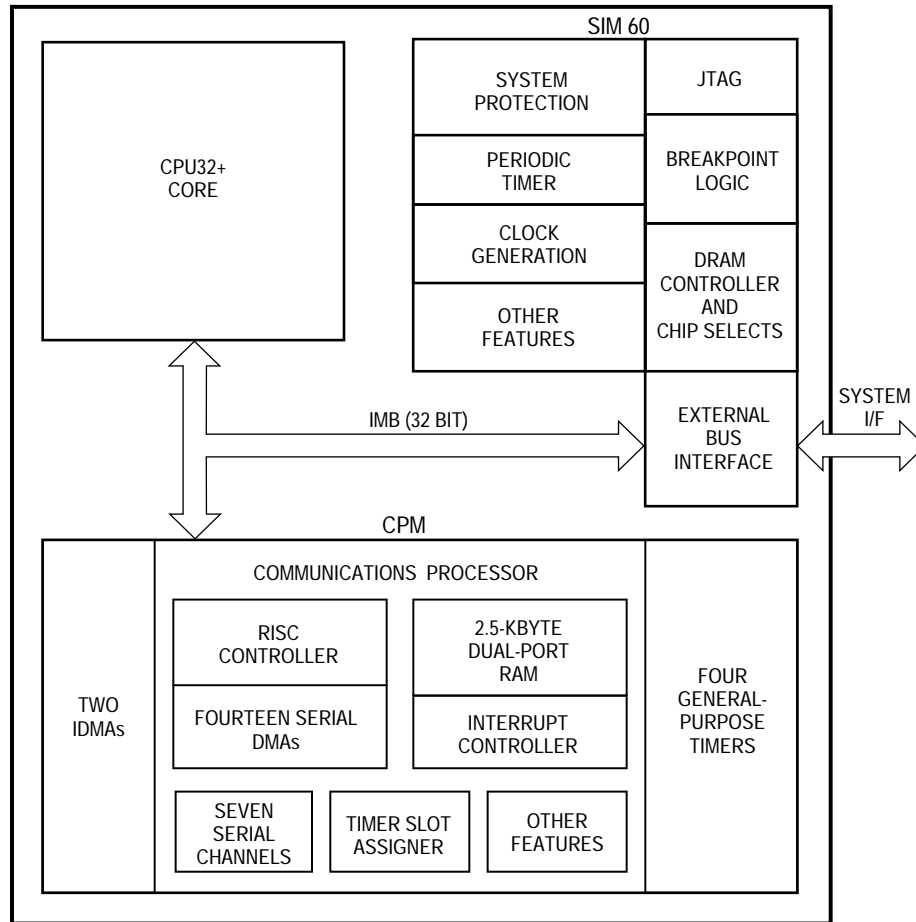 SIM 60
CPU32+
CORE
SYSTEM
PROTECTION
PERIODIC
TIMER
CLOCK
GENERATION
OTHER
FEATURES
JTAG
BREAKPOINT
LOGIC
DRAM
CONTROLLER
AND
CHIP SELECTS
IMB (32 BIT)
EXTERNAL
BUS
INTERFACE
SYSTEM
I/F
CPM
TWO
IDMAs
COMMUNICATIONS PROCESSOR
RISC
CONTROLLER
FOURTEEN SERIAL
DMAs
2.5-KBYTE
DUAL-PORT
RAM
INTERRUPT
CONTROLLER
SEVEN
SERIAL
CHANNELS
TIMER SLOT
ASSIGNER
OTHER
FEATURES
FOUR
GENERAL-
PURPOSE
TIMERS